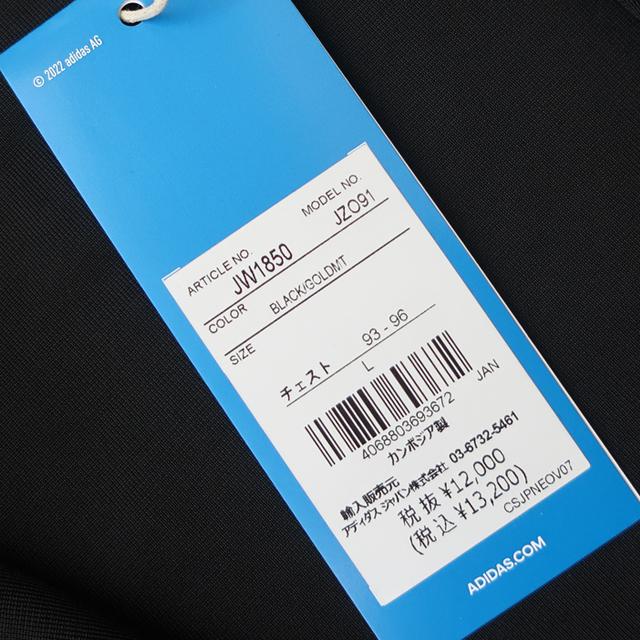 © 2022 adidas AG
ARTICLE NO. MODEL NO.
JW1850 JZO91
COLOR BLACK/GOLDMT
SIZE
チェスト 93 - 96
L
JAN
4068803693672
カンボジア製
輸入販売元
アディダス ジャパン株式会社 03-6732-5461
税抜 ¥12,000
(税込 ¥13,200)
CSJPNEOV07
ADIDAS.COM